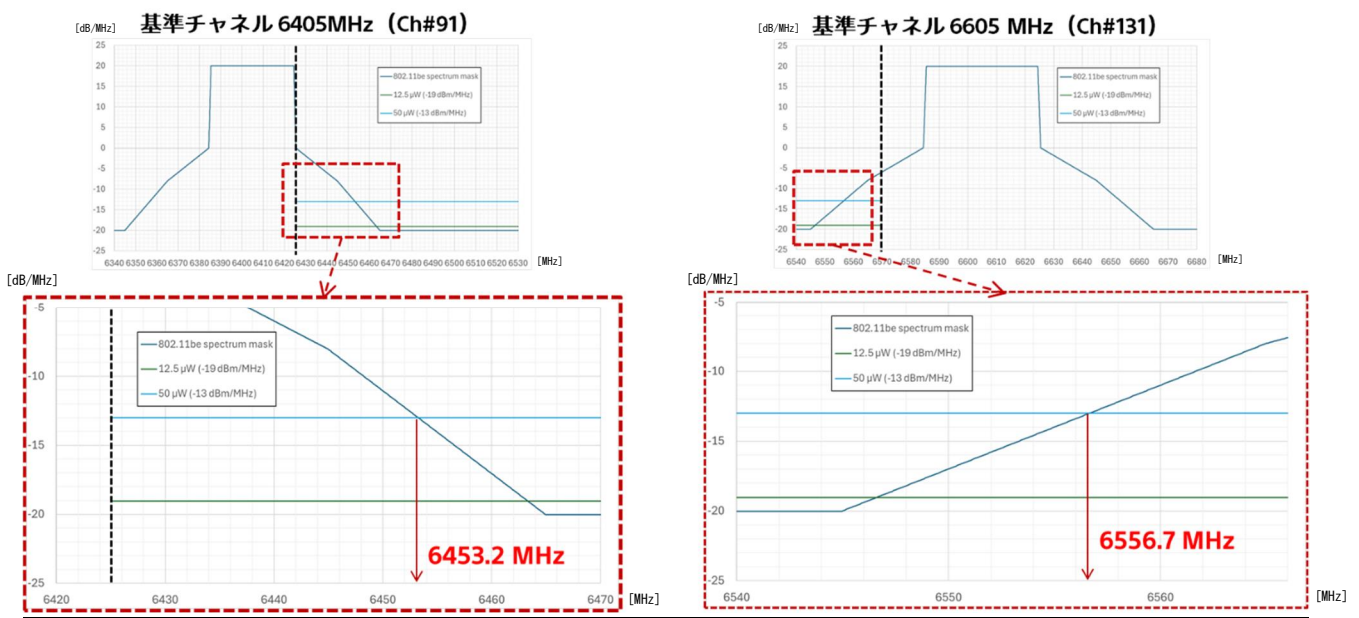 [dB/MHz]
基準チャネル 6405MHz（Ch#91）
25
20
15
10
5
0
-5
-10
-15
-20
-25
802.11be spectrum mask
12.5 μW (-19 dBm/MHz)
50 μW (-13 dBm/MHz)
6340 6350 6360 6370 6380 6390 6400 6410 6420 6430 6440 6450 6460 6470 6480 6490 6500 6510 6520 6530
[MHz]
[dB/MHz]
基準チャネル 6605 MHz（Ch#131）
25
20
15
10
5
0
-5
-10
-15
-20
-25
802.11be spectrum mask
12.5 μW (-19 dBm/MHz)
50 μW (-13 dBm/MHz)
6540 6550 6560 6570 6580 6590 6600 6610 6620 6630 6640 6650 6660 6670 6680
[MHz]
[dB/MHz]
-5
-10
-15
-20
-25
802.11be spectrum mask
12.5 μW (-19 dBm/MHz)
50 μW (-13 dBm/MHz)
6453.2 MHz
6420 6430 6440 6450 6460 6470
[MHz]
[dB/MHz]
-5
-10
-15
-20
-25
802.11be spectrum mask
12.5 μW (-19 dBm/MHz)
50 μW (-13 dBm/MHz)
6556.7 MHz
6540 6550 6560
[MHz]